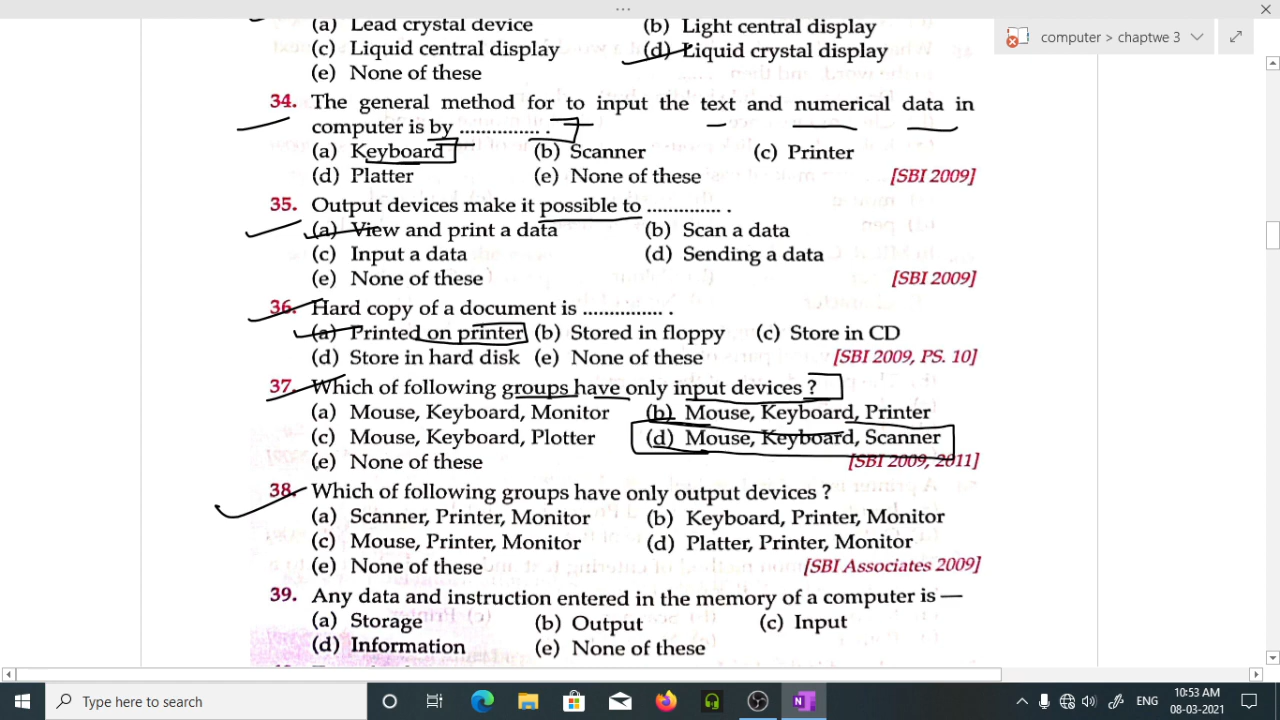 ...
computer > chaptwe 3
(a) Lead crystal device (b) Light central display
(c) Liquid central display (d) Liquid crystal display
(e) None of these
34. The general method for to input the text and numerical data in
computer is by ............... .
(a) Keyboard (b) Scanner (c) Printer
(d) Platter (e) None of these [SBI 2009]
35. Output devices make it possible to .............. .
(a) View and print a data (b) Scan a data
(c) Input a data (d) Sending a data
(e) None of these [SBI 2009]
36. Hard copy of a document is ............... .
(a) Printed on printer (b) Stored in floppy (c) Store in CD
(d) Store in hard disk (e) None of these [SBI 2009, PS. 10]
37. Which of following groups have only input devices ?
(a) Mouse, Keyboard, Monitor (b) Mouse, Keyboard, Printer
(c) Mouse, Keyboard, Plotter (d) Mouse, Keyboard, Scanner
(e) None of these [SBI 2009, 2011]
38. Which of following groups have only output devices ?
(a) Scanner, Printer, Monitor (b) Keyboard, Printer, Monitor
(c) Mouse, Printer, Monitor (d) Platter, Printer, Monitor
(e) None of these [SBI Associates 2009]
39. Any data and instruction entered in the memory of a computer is —
(a) Storage (b) Output (c) Input
(d) Information (e) None of these
Type here to search
ENG
10:53 AM
08-03-2021